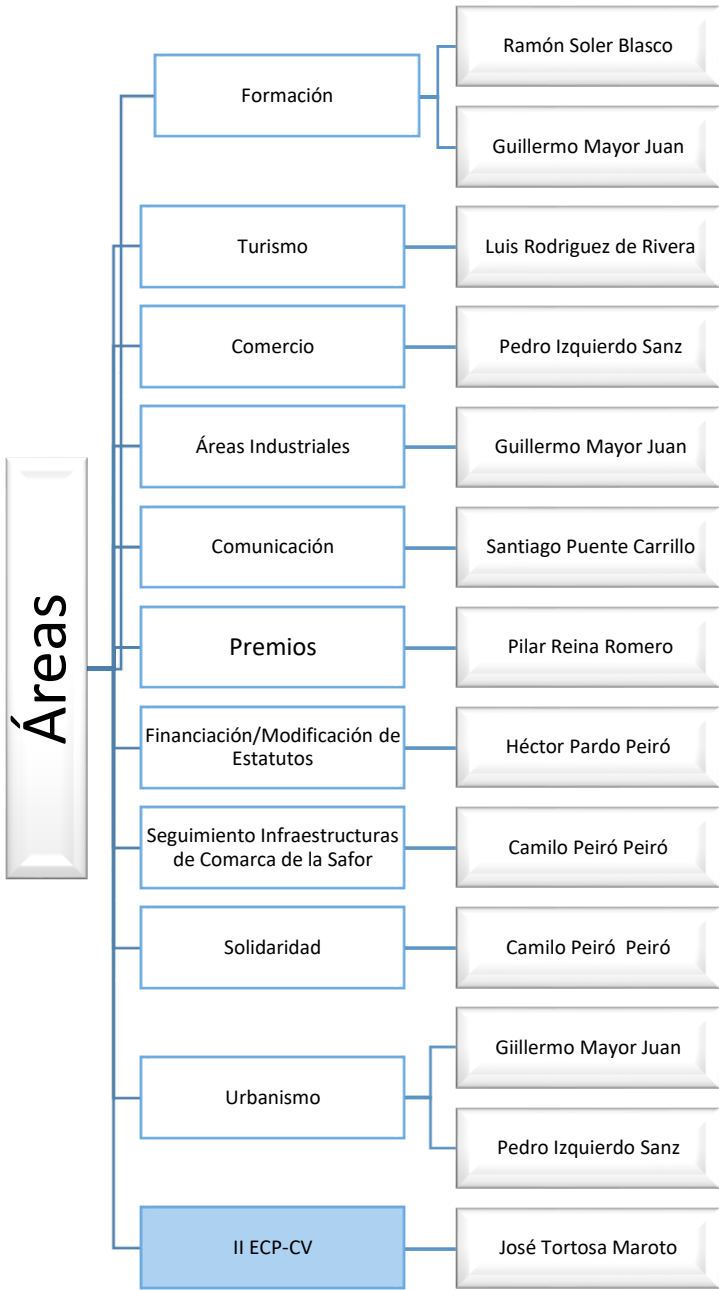 Áreas
Formación
Ramón Soler Blasco
Guillermo Mayor Juan
Turismo
Luis Rodriguez de Rivera
Comercio
Pedro Izquierdo Sanz
Áreas Industriales
Guillermo Mayor Juan
Comunicación
Santiago Puente Carrillo
Premios
Pilar Reina Romero
Financiación/Modificación de
Estatutos
Héctor Pardo Peiró
Seguimiento Infraestructuras
de Comarca de la Safor
Camilo Peiró Peiró
Solidaridad
Camilo Peiró  Peiró
Urbanismo
Giillermo Mayor Juan
Pedro Izquierdo Sanz
II ECP-CV
José Tortosa Maroto